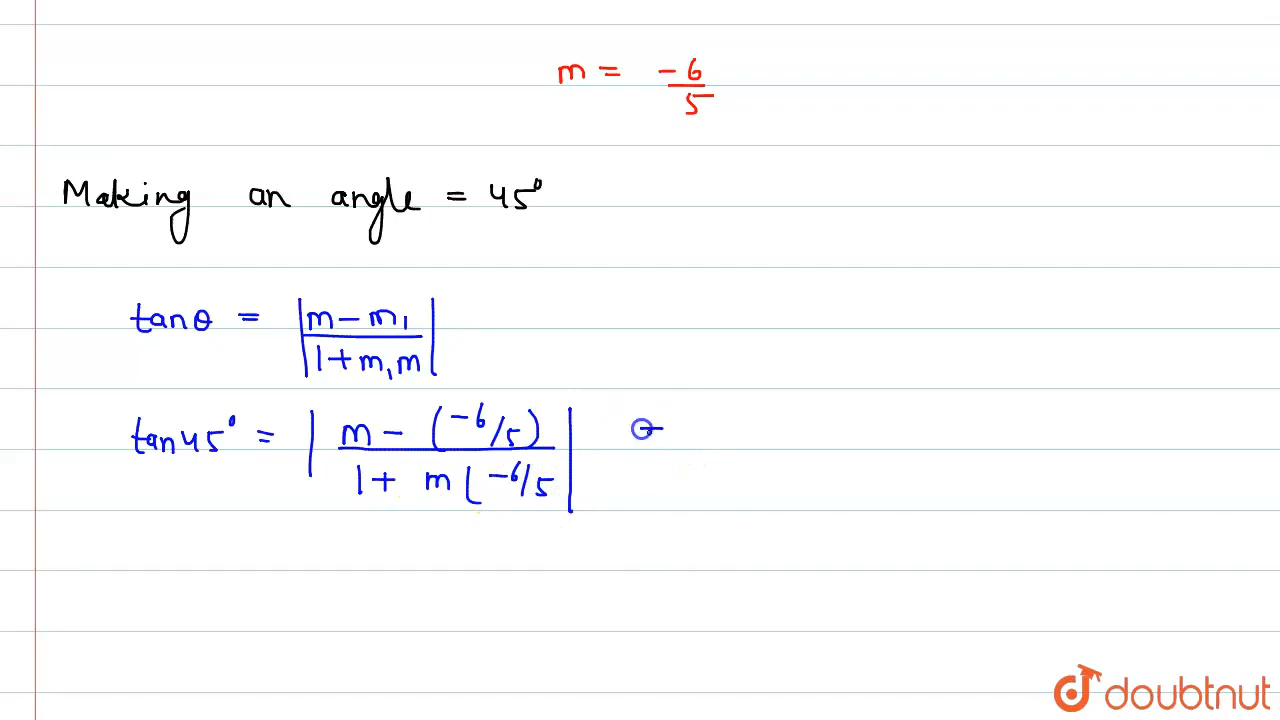 m = -6/5
Making an angle = 45°
tanθ = |m - m₁ / 1 + m₁m|
tan45° = |m - (-6/5) / 1 + m(-6/5|
doubtnut